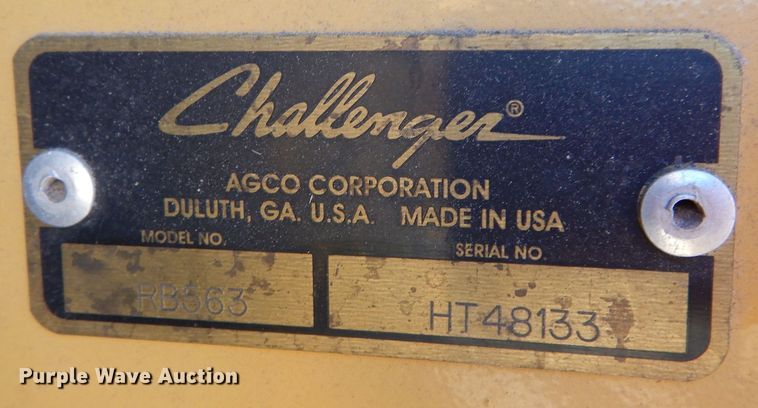 Challenger®
AGCO CORPORATION
DULUTH, GA. U.S.A. MADE IN USA
MODEL NO. SERIAL NO.
RB563 HT48133
Purple Wave Auction